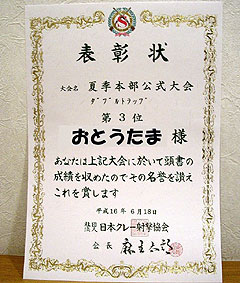 表彰状
大会名 夏季本部公式大会
ダブルトラップ
第3位
おとうたま 様
あなたは上記大会に於いて頭書の
成績を収めたのでその名誉を讃え
これを賞します
平成16年 6月18日
日本クレー射撃協会
会長 麻生太郎